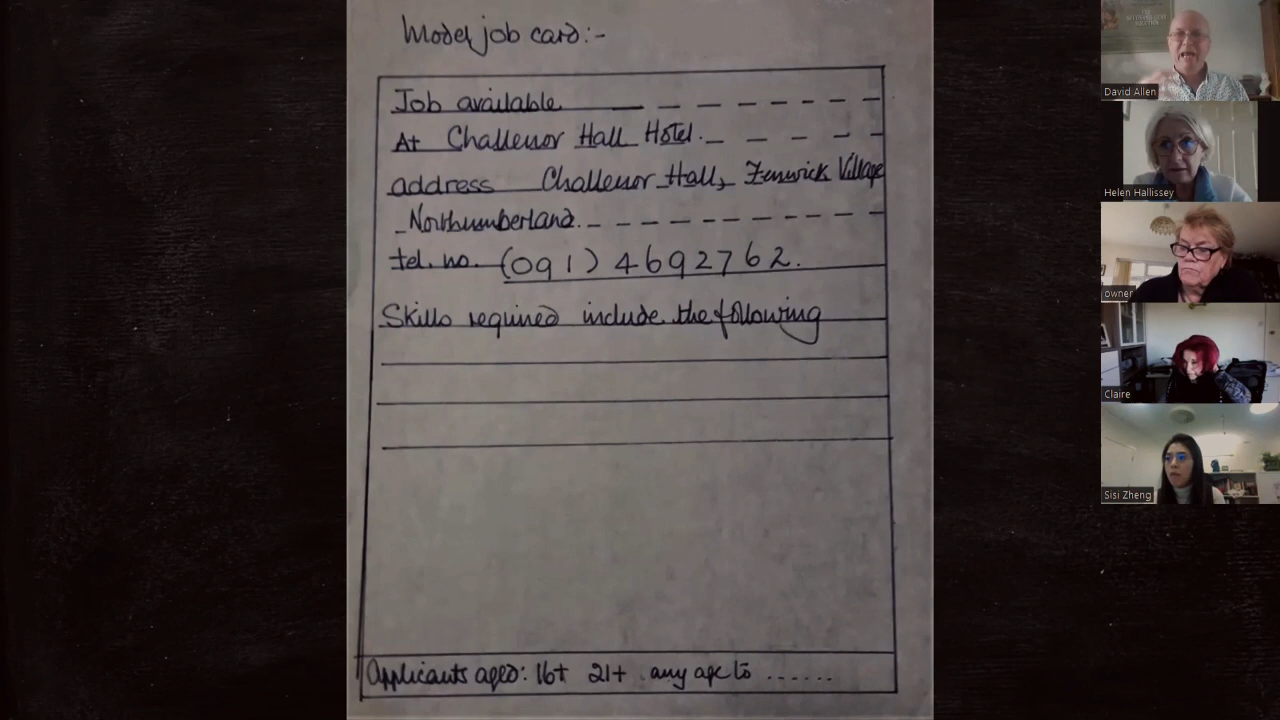 Model job card:-
Job available
At Challenor Hall Hotel.
address Challenor Hall, Fenwick Village
Northumberland.
tel. no. (091) 4692762.
Skills required include the following
Applicants aged: 16+ 21+ any age to ......
David Allen
Helen Hallissey
owner
Claire
Sisi Zheng